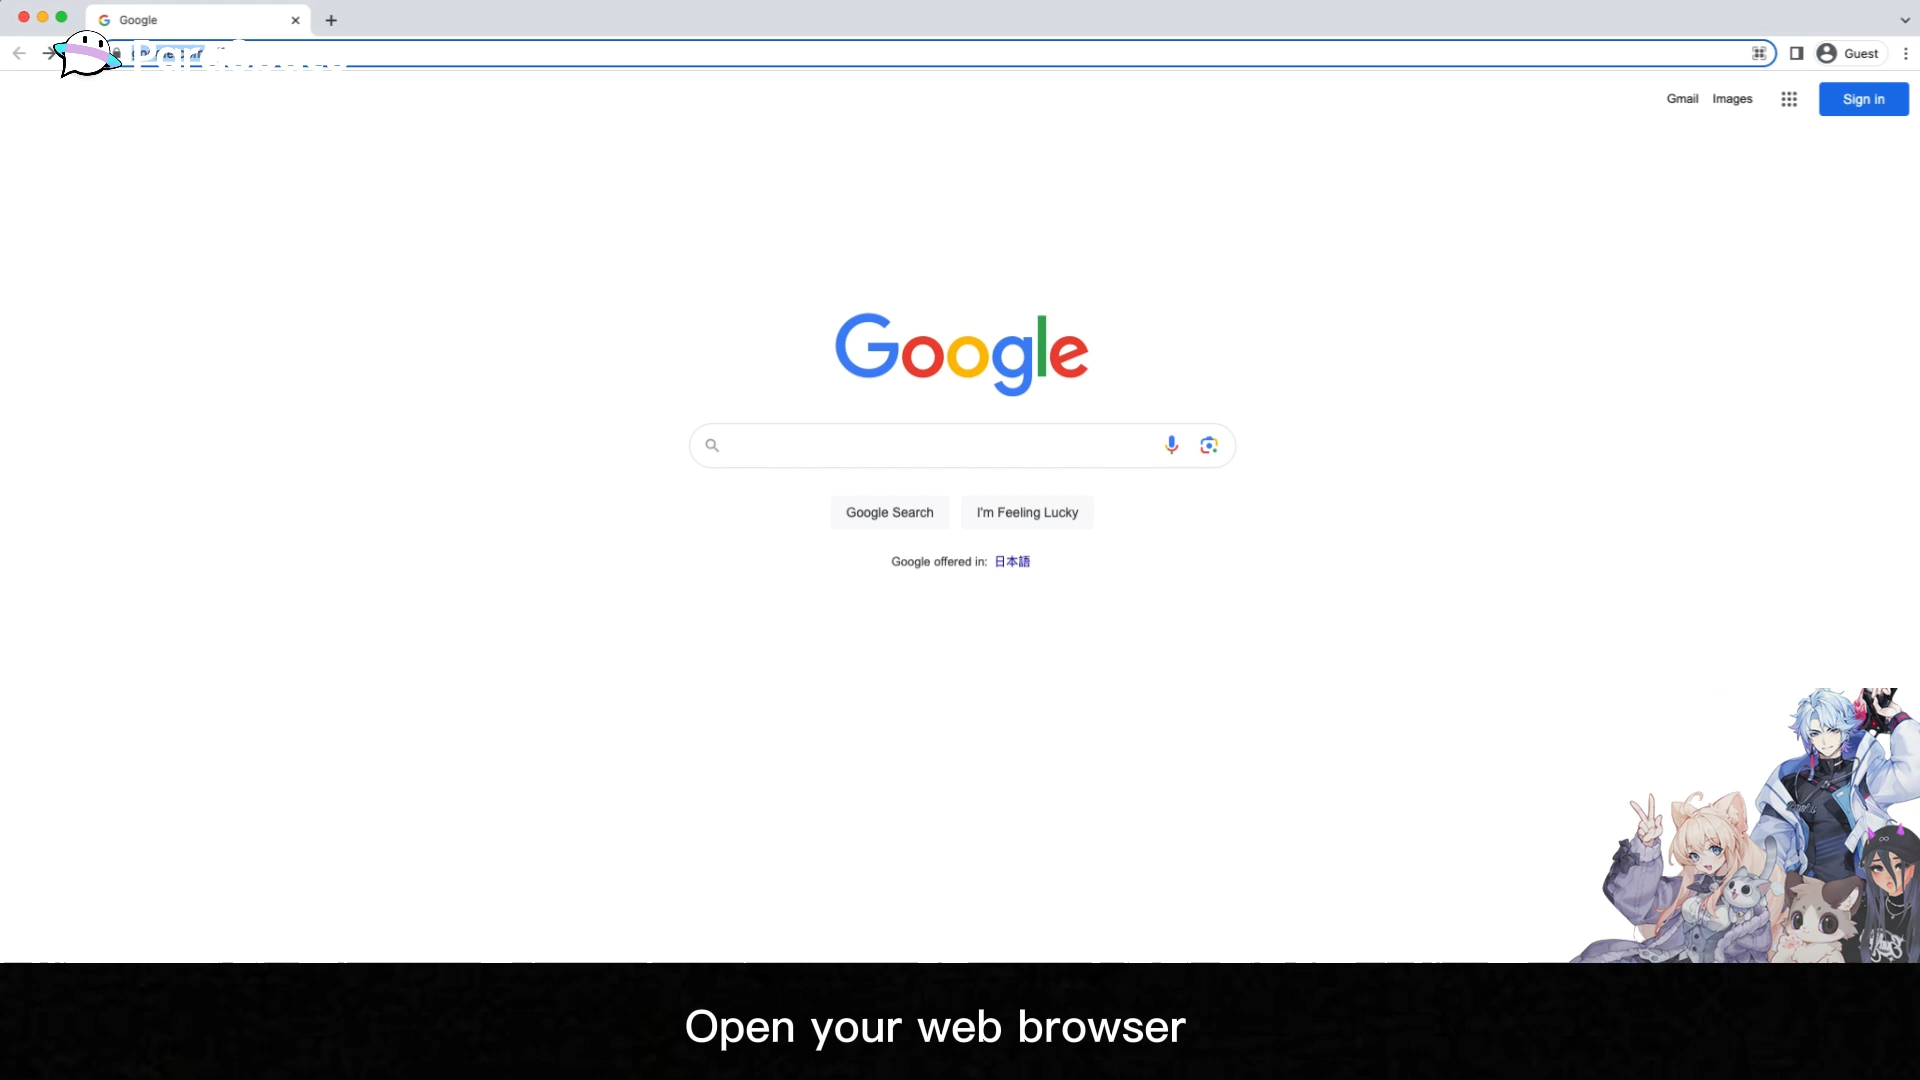 Google
Guest
Gmail
Images
Sign in
Google
Google Search
I'm Feeling Lucky
Google offered in: 日本語
Open your web browser